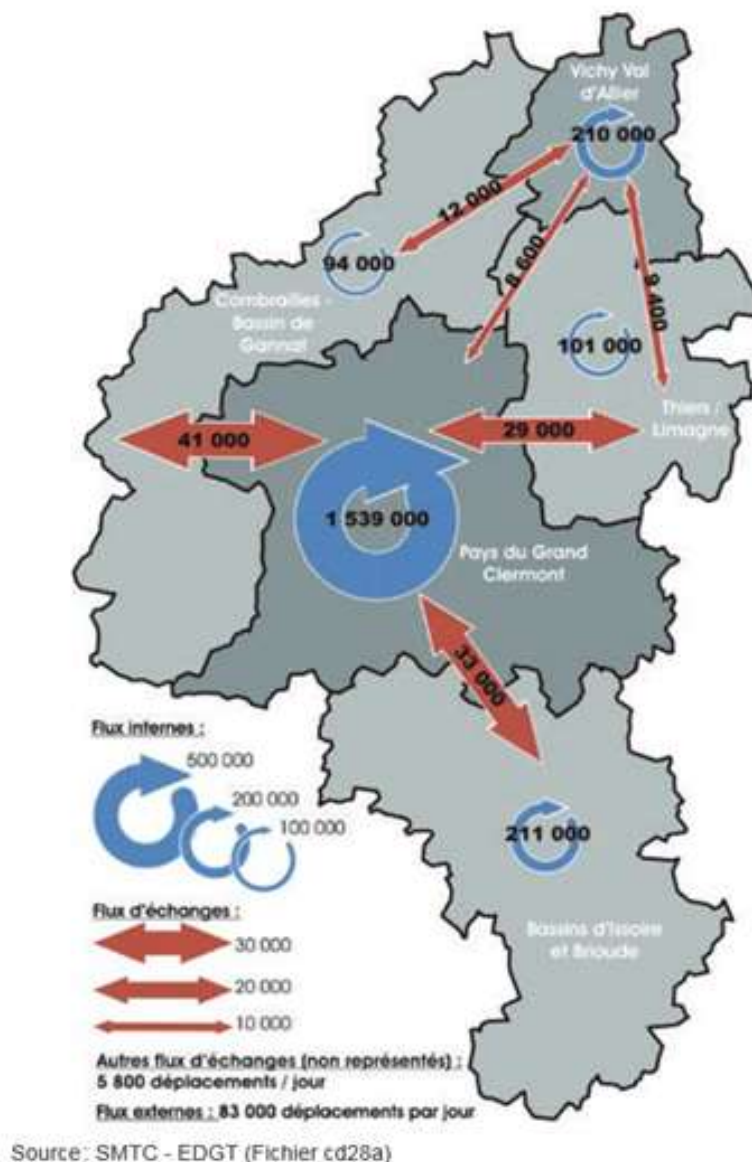 Vichy Val
d'Allier
210 000
12 000
8 600
9 400
94 000
Combrailles -
Bassin de
Gannat
101 000
Thiers :
Limagne
41 000
29 000
1 539 000
Pays du Grand
Clermont
33 000
Flux internes :
500 000
200 000
100 000
211 000
Flux d'échanges :
30 000
20 000
10 000
Bassins d'Issoire
et Brioude
Autres flux d'échanges (non représentés) :
5 800 déplacements / jour
Flux externes : 83 000 déplacements par jour
Source: SMTC - EDGT (Fichier cd28a)